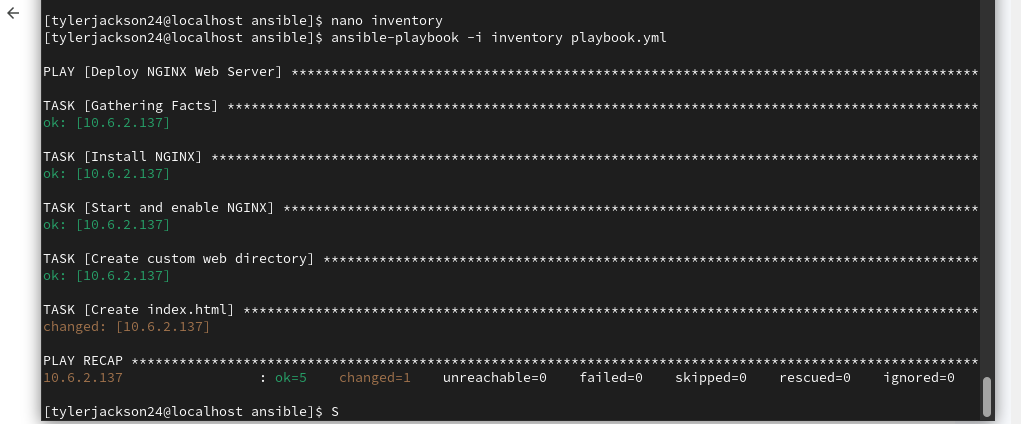 [tylerjackson24@localhost ansible]$ nano inventory
[tylerjackson24@localhost ansible]$ ansible-playbook -i inventory playbook.yml
PLAY [Deploy NGINX Web Server] **************************************************************************************
TASK [Gathering Facts] **********************************************************************************************
ok: [10.6.2.137]
TASK [Install NGINX] ************************************************************************************************
ok: [10.6.2.137]
TASK [Start and enable NGINX] ***************************************************************************************
ok: [10.6.2.137]
TASK [Create custom web directory] **********************************************************************************
ok: [10.6.2.137]
TASK [Create index.html] ********************************************************************************************
changed: [10.6.2.137]
PLAY RECAP **********************************************************************************************************
10.6.2.137                 : ok=5    changed=1    unreachable=0    failed=0    skipped=0    rescued=0    ignored=0
[tylerjackson24@localhost ansible]$ S